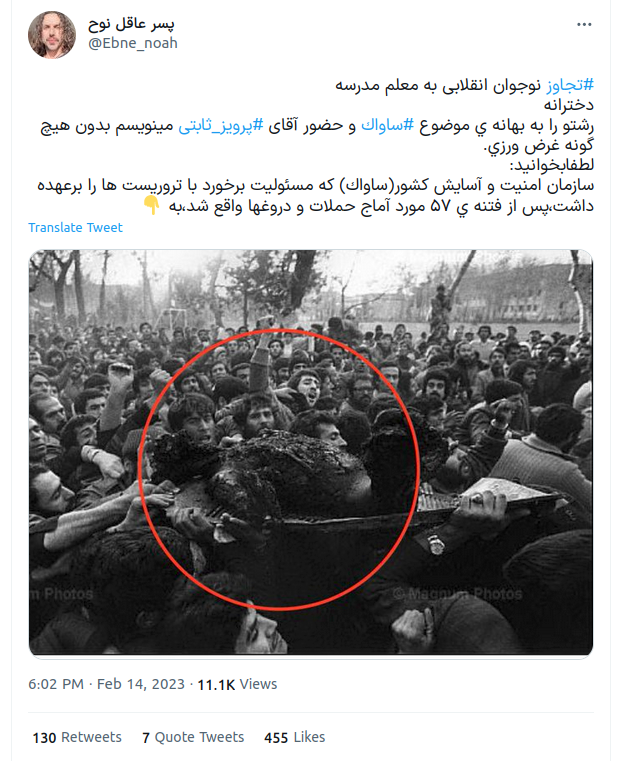 پسر عاقل نوح
@Ebne_noah
#تجاوز نوجوان انقلابی به معلم مدرسه
دخترانه
رشتو را به بهانه ي موضوع #ساواك و حضور آقای #پرویز_ثابتی مینویسم بدون هیچ
گونه غرض ورزي.
لطفابخوانید:
سازمان امنیت و آسایش کشور(ساواك) که مسئولیت برخورد با تروریست ها را برعهده
داشت،پس از فتنه ي ۵۷ مورد آماج حملات و دروغها واقع شد،به 👇
Translate Tweet
m Photos
© Magnum Photos
6:02 PM · Feb 14, 2023 · 11.1K Views
130 Retweets 7 Quote Tweets 455 Likes